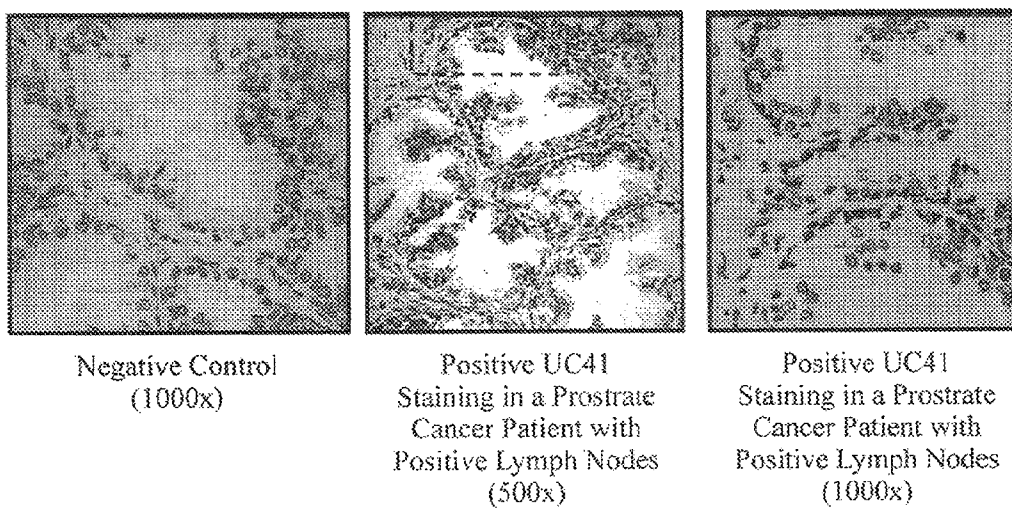 Negative Control
(1000x)
Positive UC41
Staining in a Prostrate
Cancer Patient with
Positive Lymph Nodes
(500x)
Positive UC41
Staining in a Prostrate
Cancer Patient with
Positive Lymph Nodes
(1000x)